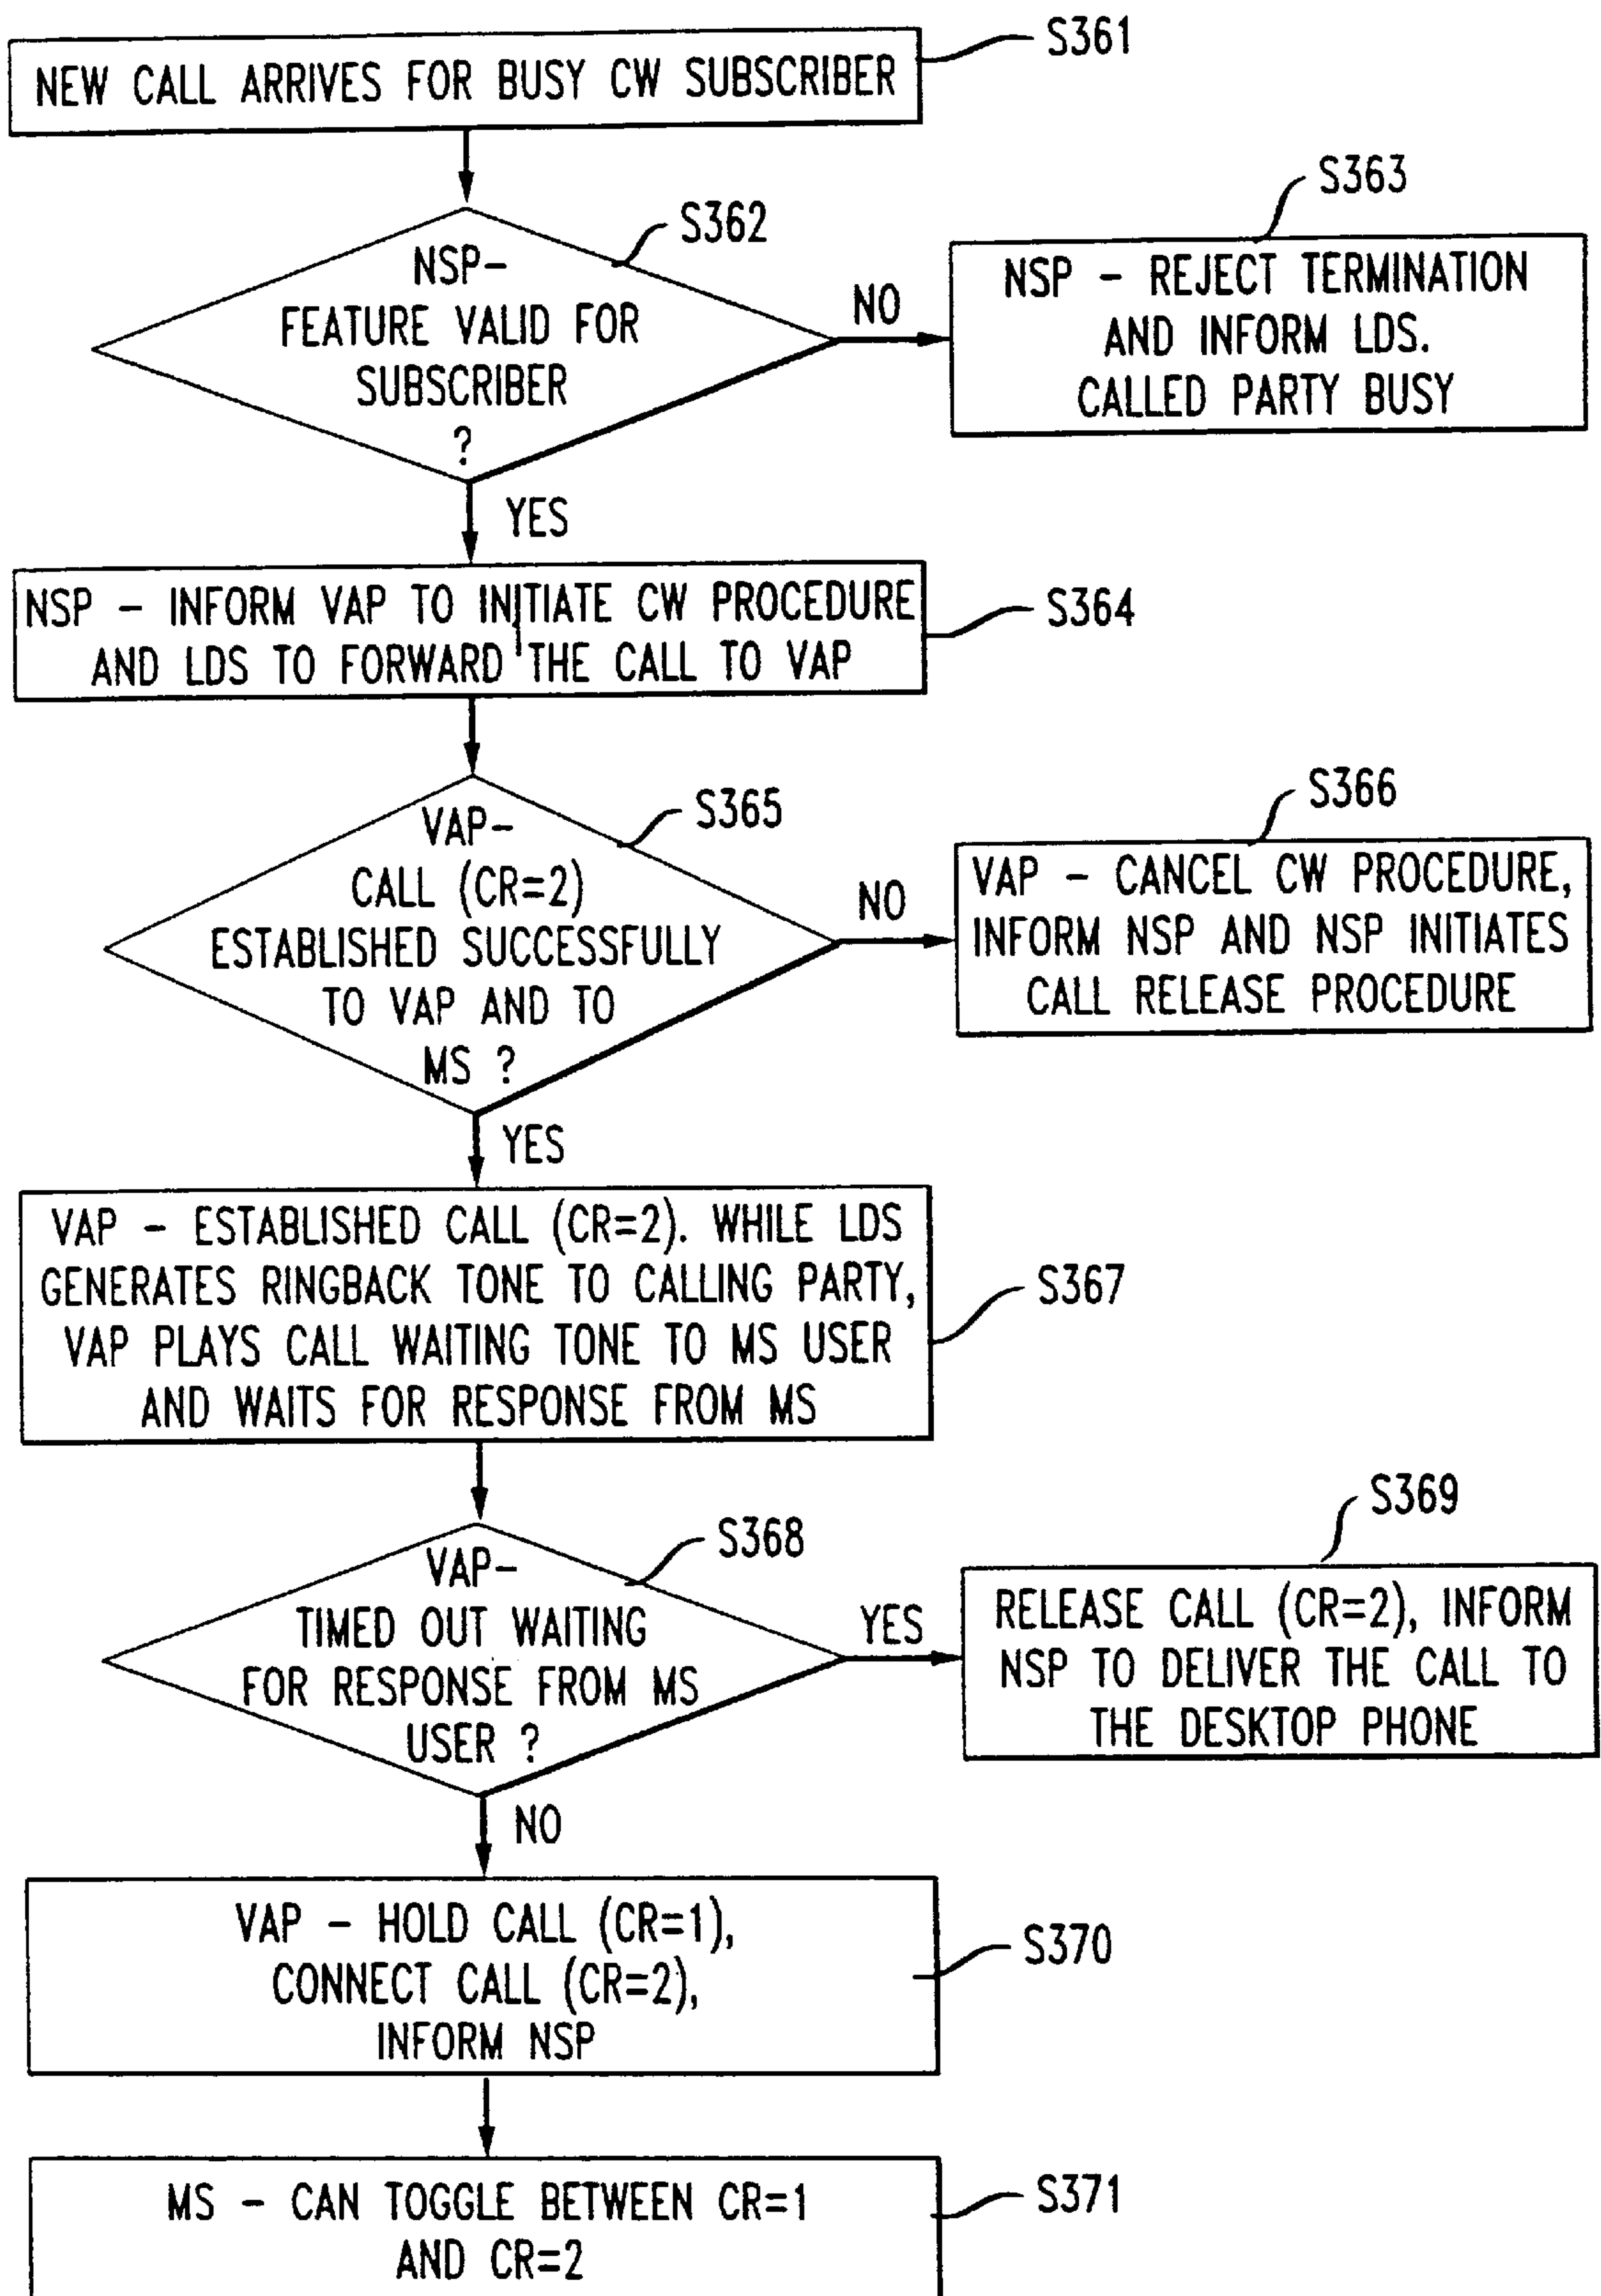 NEW CALL ARRIVES FOR BUSY CW SUBSCRIBER
S361
NSP-
FEATURE VALID FOR
SUBSCRIBER
?
S362
NO
YES
NSP - REJECT TERMINATION
AND INFORM LDS.
CALLED PARTY BUSY
S363
NSP - INFORM VAP TO INITIATE CW PROCEDURE
AND LDS TO FORWARD THE CALL TO VAP
S364
VAP-
CALL (CR=2)
ESTABLISHED SUCCESSFULLY
TO VAP AND TO
MS ?
S365
NO
YES
VAP - CANCEL CW PROCEDURE,
INFORM NSP AND NSP INITIATES
CALL RELEASE PROCEDURE
S366
VAP - ESTABLISHED CALL (CR=2). WHILE LDS
GENERATES RINGBACK TONE TO CALLING PARTY,
VAP PLAYS CALL WAITING TONE TO MS USER
AND WAITS FOR RESPONSE FROM MS
S367
VAP-
TIMED OUT WAITING
FOR RESPONSE FROM MS
USER ?
S368
YES
NO
RELEASE CALL (CR=2), INFORM
NSP TO DELIVER THE CALL TO
THE DESKTOP PHONE
S369
VAP - HOLD CALL (CR=1),
CONNECT CALL (CR=2),
INFORM NSP
S370
MS - CAN TOGGLE BETWEEN CR=1
AND CR=2
S371